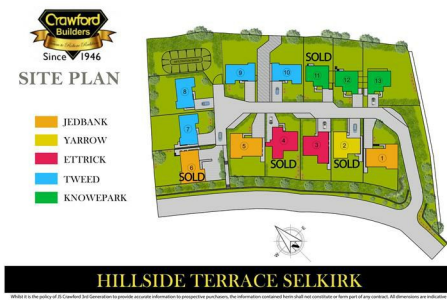 Crawford
Builders
Since 1946
SITE PLAN
JEDBANK
YARROW
ETTRICK
TWEED
KNOWEPARK
SOLD
9
10
11
12
13
8
7
6
SOLD
5
4
SOLD
3
2
SOLD
1
N
W
S
HILLSIDE TERRACE SELKIRK
Whilst it is the policy of JS Crawford 3rd Generation to provide accurate information to prospective purchasers, the information contained herein shall not constitute or form part of any contract. All dimensions are indicative